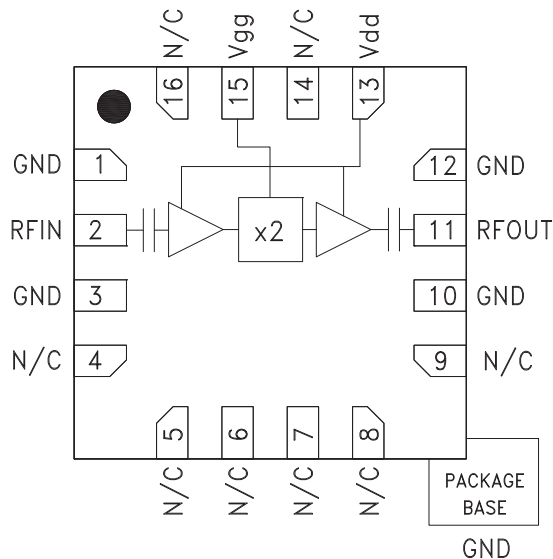 N/C Vgg N/C Vdd
16 15 14 13
GND 1 12 GND
RFIN 2 x2 11 RFOUT
GND 3 10 GND
N/C 4 9 N/C
5 6 7 8
N/C N/C N/C N/C
PACKAGE
BASE
GND